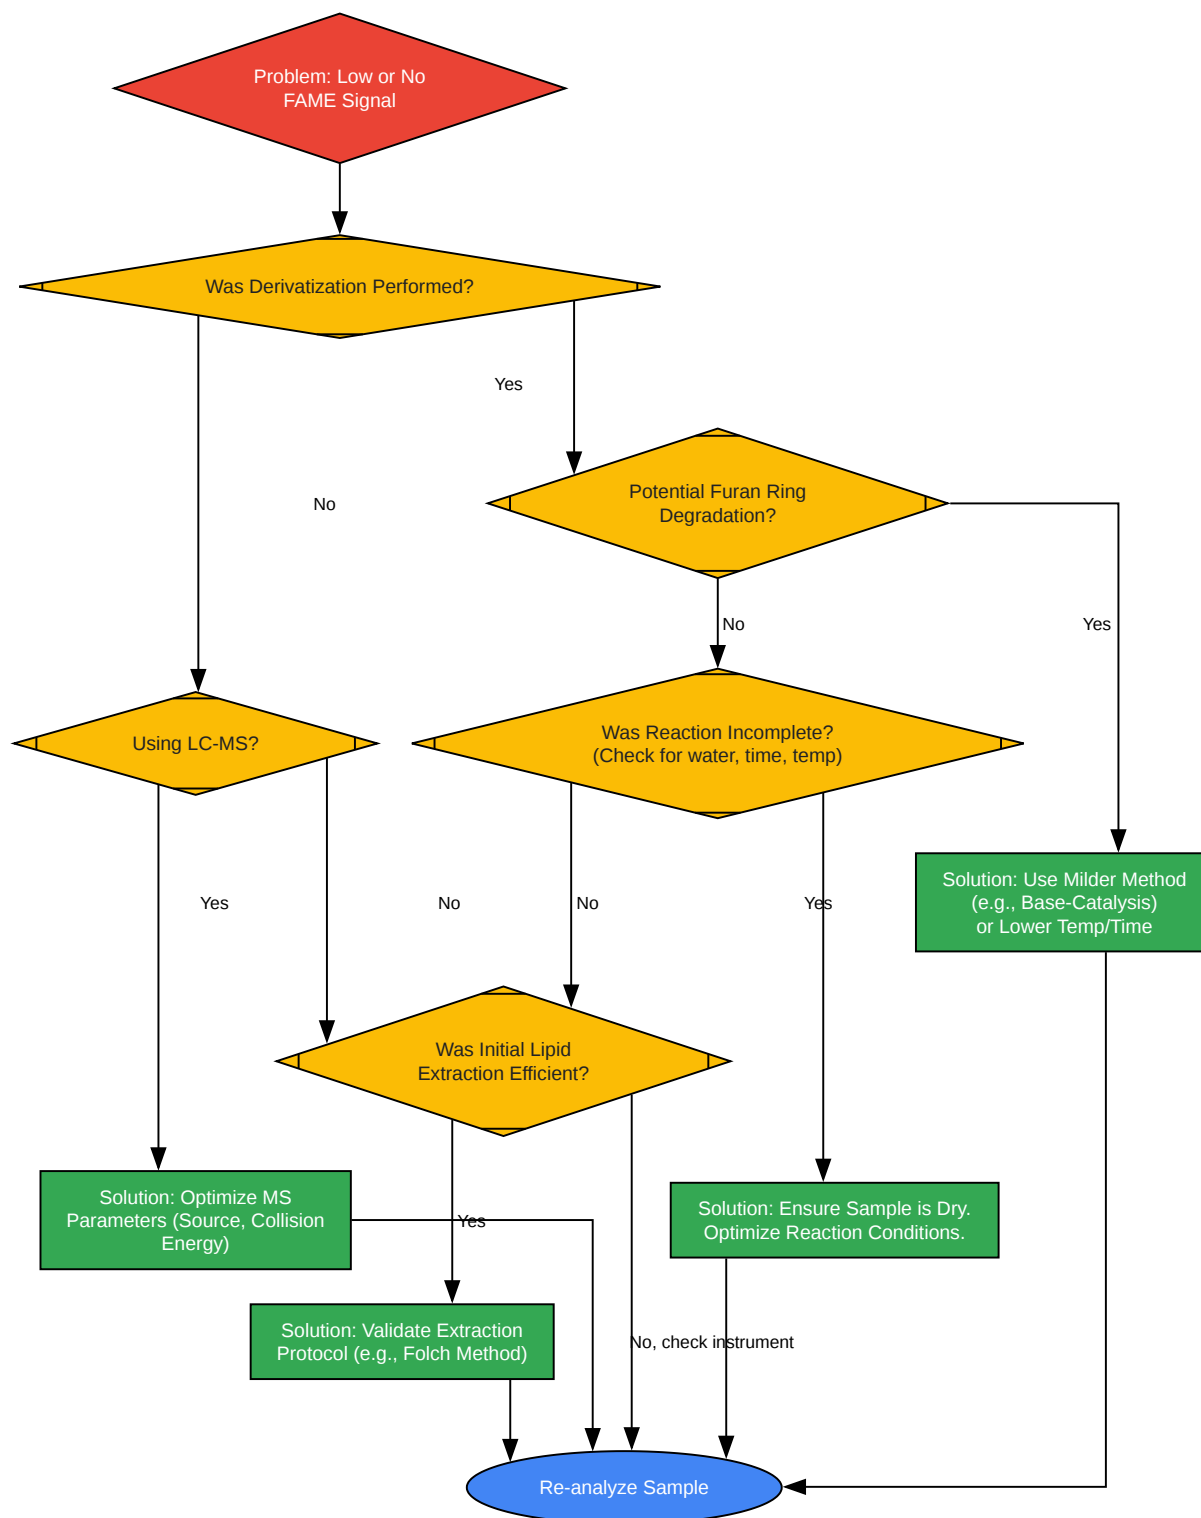 Problem: Low or No
FAME Signal
Was Derivatization Performed?
Yes
No
Potential Furan Ring
Degradation?
No
Yes
Using LC-MS?
Was Reaction Incomplete?
(Check for water, time, temp)
Yes
No
No
Yes
Solution: Use Milder Method
(e.g., Base-Catalysis)
or Lower Temp/Time
Was Initial Lipid
Extraction Efficient?
Solution: Optimize MS
Parameters (Source, Collision
Energy)
Yes
Solution: Ensure Sample is Dry.
Optimize Reaction Conditions.
Solution: Validate Extraction
Protocol (e.g., Folch Method)
No, check instrument
Re-analyze Sample